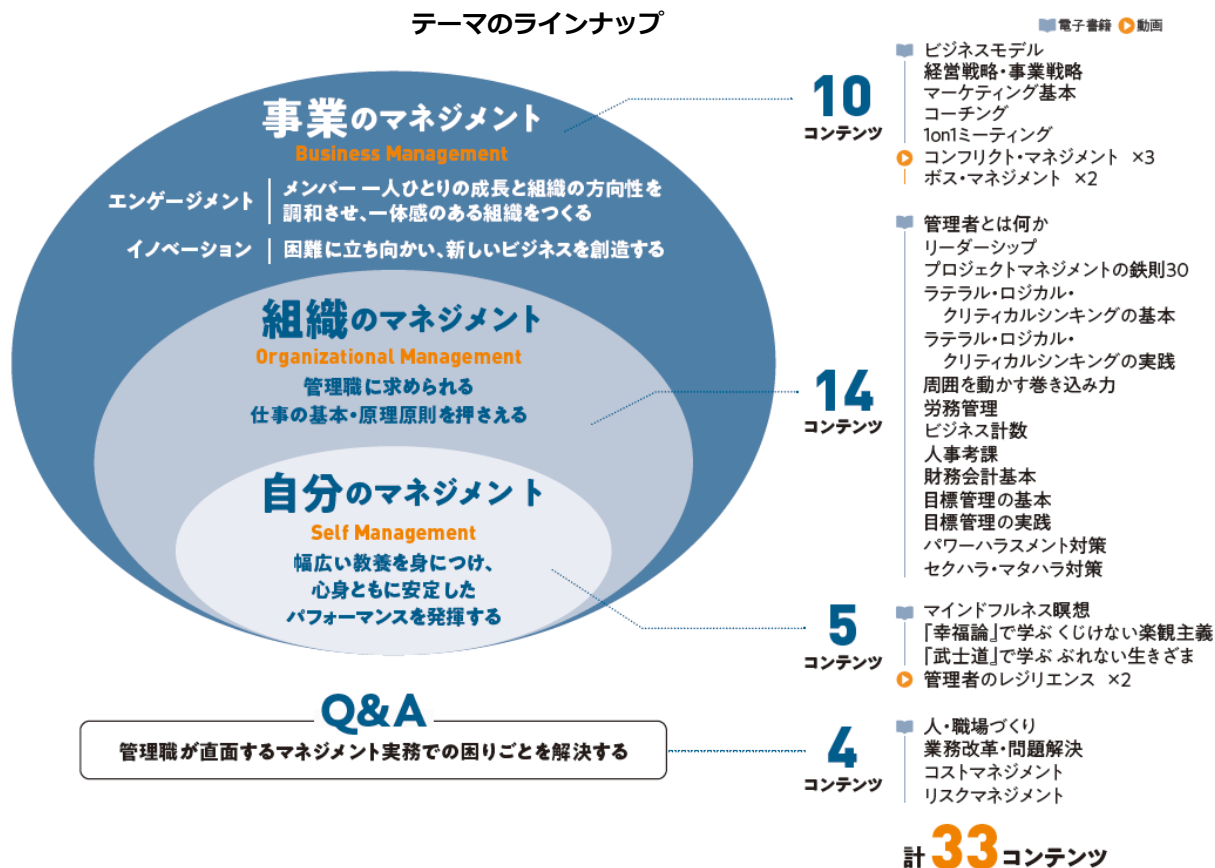 テーマのラインナップ
電子書籍 動画
事業のマネジメント
Business Management
エンゲージメント
メンバー 一人ひとりの成長と組織の方向性を
調和させ、一体感のある組織をつくる
イノベーション
困難に立ち向かい、新しいビジネスを創造する
組織のマネジメント
Organizational Management
管理職に求められる
仕事の基本・原理原則を押さえる
自分のマネジメント
Self Management
幅広い教養を身につけ、
心身ともに安定した
パフォーマンスを発揮する
Q&A
管理職が直面するマネジメント実務での困りごとを解決する
10
コンテンツ
ビジネスモデル
経営戦略・事業戦略
マーケティング基本
コーチング
1on1ミーティング
コンフリクト・マネジメント ×3
ボス・マネジメント ×2
14
コンテンツ
管理者とは何か
リーダーシップ
プロジェクトマネジメントの鉄則30
ラテラル・ロジカル・
クリティカルシンキングの基本
ラテラル・ロジカル・
クリティカルシンキングの実践
周囲を動かす巻き込み力
労務管理
ビジネス計数
人事考課
財務会計基本
目標管理の基本
目標管理の実践
パワーハラスメント対策
セクハラ・マタハラ対策
5
コンテンツ
マインドフルネス瞑想
『幸福論』で学ぶ くじけない楽観主義
『武士道』で学ぶ ぶれない生きざま
管理者のレジリエンス ×2
4
コンテンツ
人・職場づくり
業務改革・問題解決
コストマネジメント
リスクマネジメント
計33コンテンツ